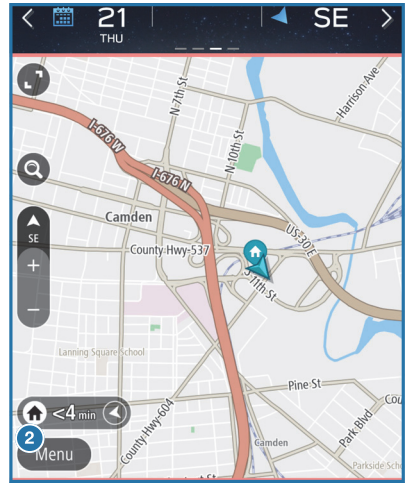 21
SE
THU
N-7th St
Harrison Ave
I-676 W
N-10th St
I-676 N
Camden
US-30 E
SE
County Hwy-537
S-11th St
Lanning Square School
Pine St
<4 min
County Hwy-604
Park Blvd
Cou
2
Menu
Camden
Parkside Sch